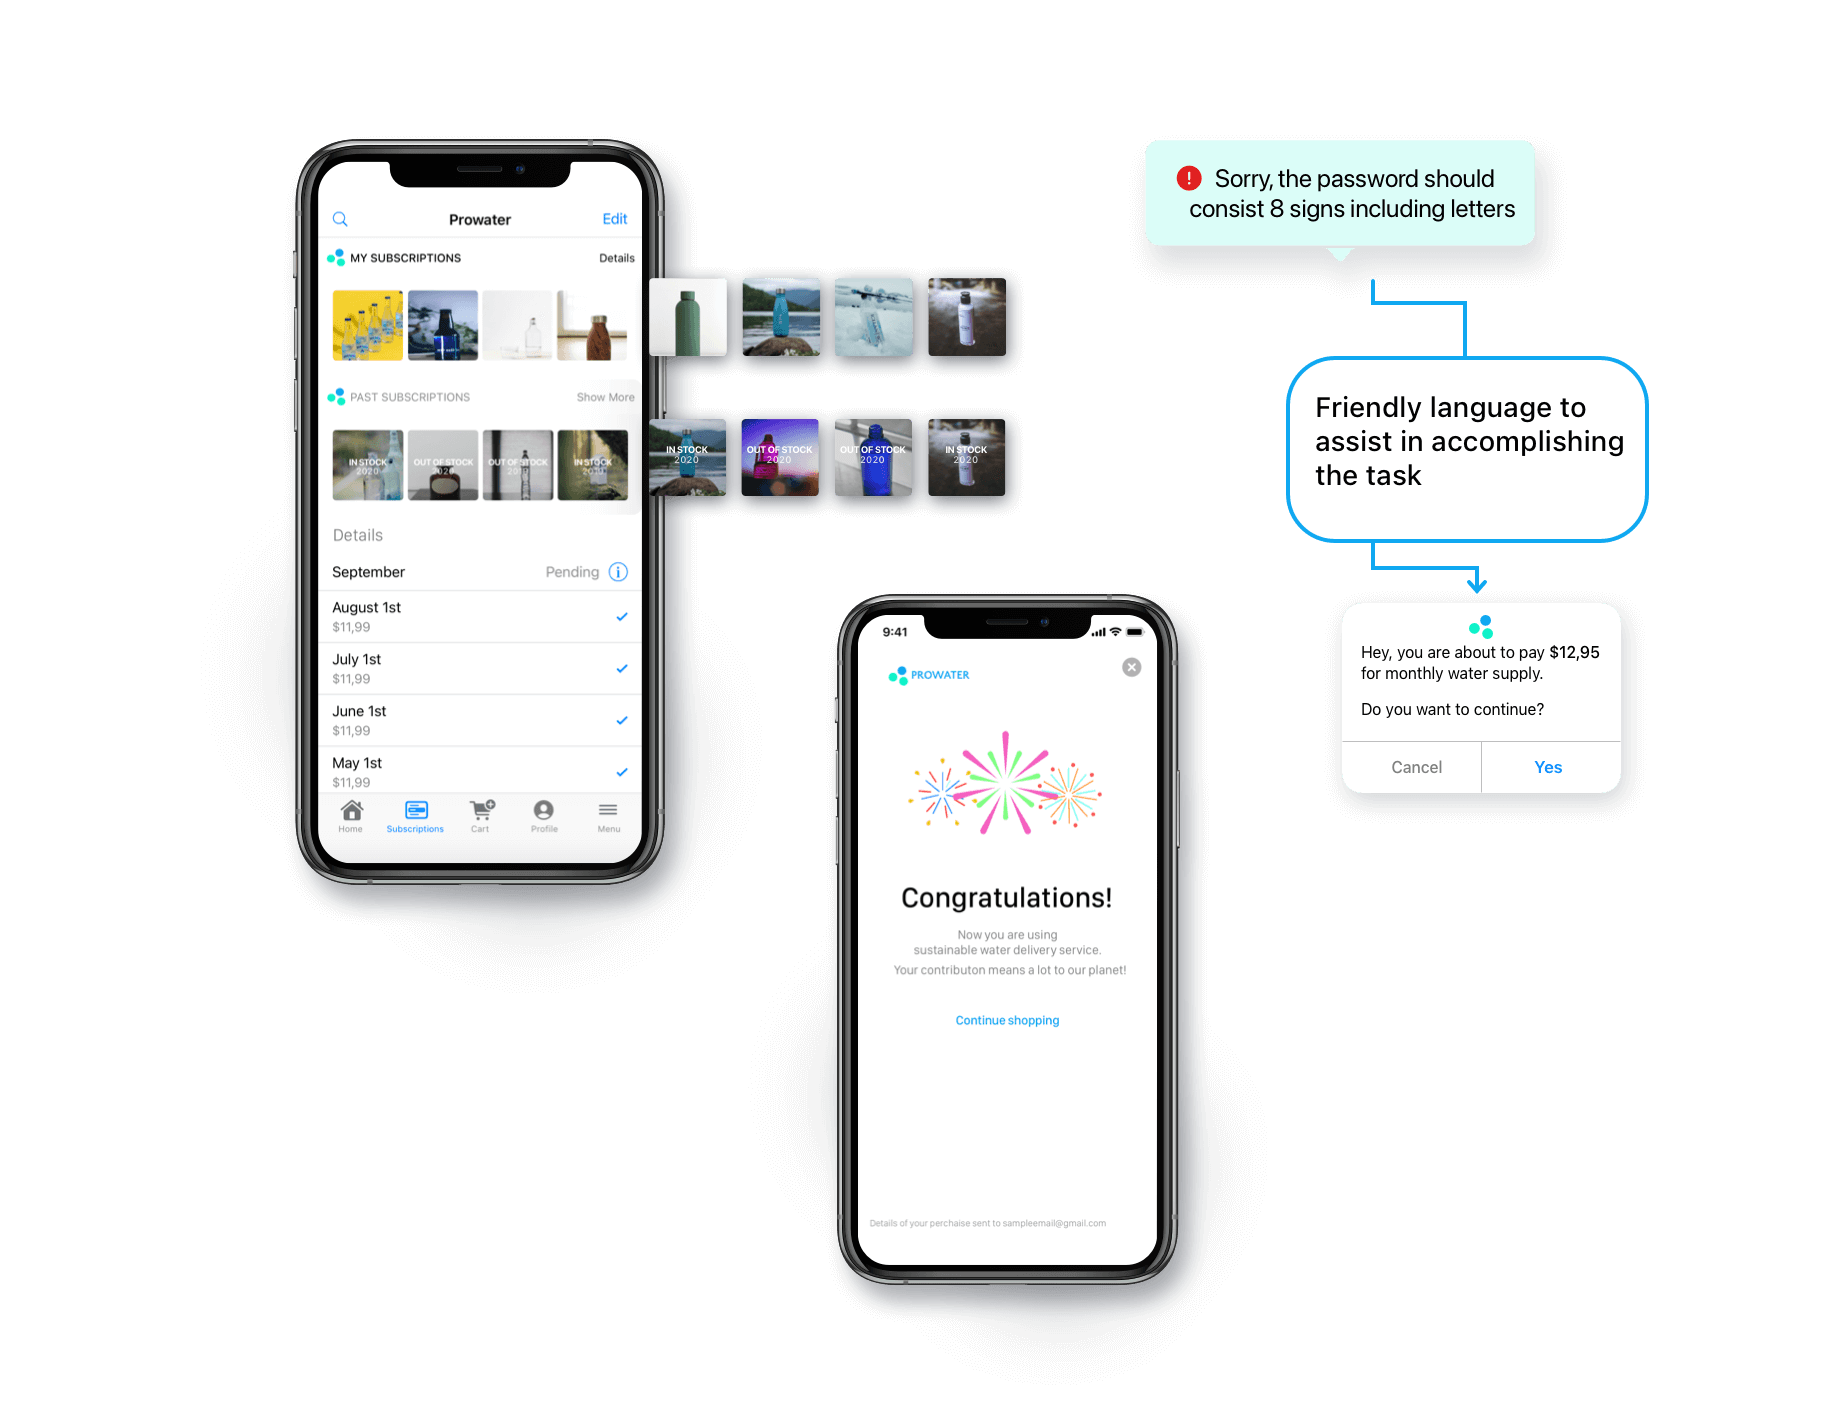 Prowater
Edit
MY SUBSCRIPTIONS
Details
PAST SUBSCRIPTIONS
Show More
IN STOCK
2020
OUT OF STOCK
2020
OUT OF STOCK
2019
IN STOCK
2020
IN STOCK
2020
OUT OF STOCK
2020
OUT OF STOCK
2020
IN STOCK
2020
Details
September
Pending
August 1st
$11,99
July 1st
$11,99
June 1st
$11,99
May 1st
$11,99
Home
Subscriptions
Cart
Profile
Menu
9:41
PROWATER
Congratulations!
Now you are using
sustainable water delivery service.
Your contributon means a lot to our planet!
Continue shopping
Details of your perchaise sent to sampleemail@gmail.com
Sorry, the password should
consist 8 signs including letters
Friendly language to
assist in accomplishing
the task
Hey, you are about to pay $12,95
for monthly water supply.
Do you want to continue?
Cancel
Yes